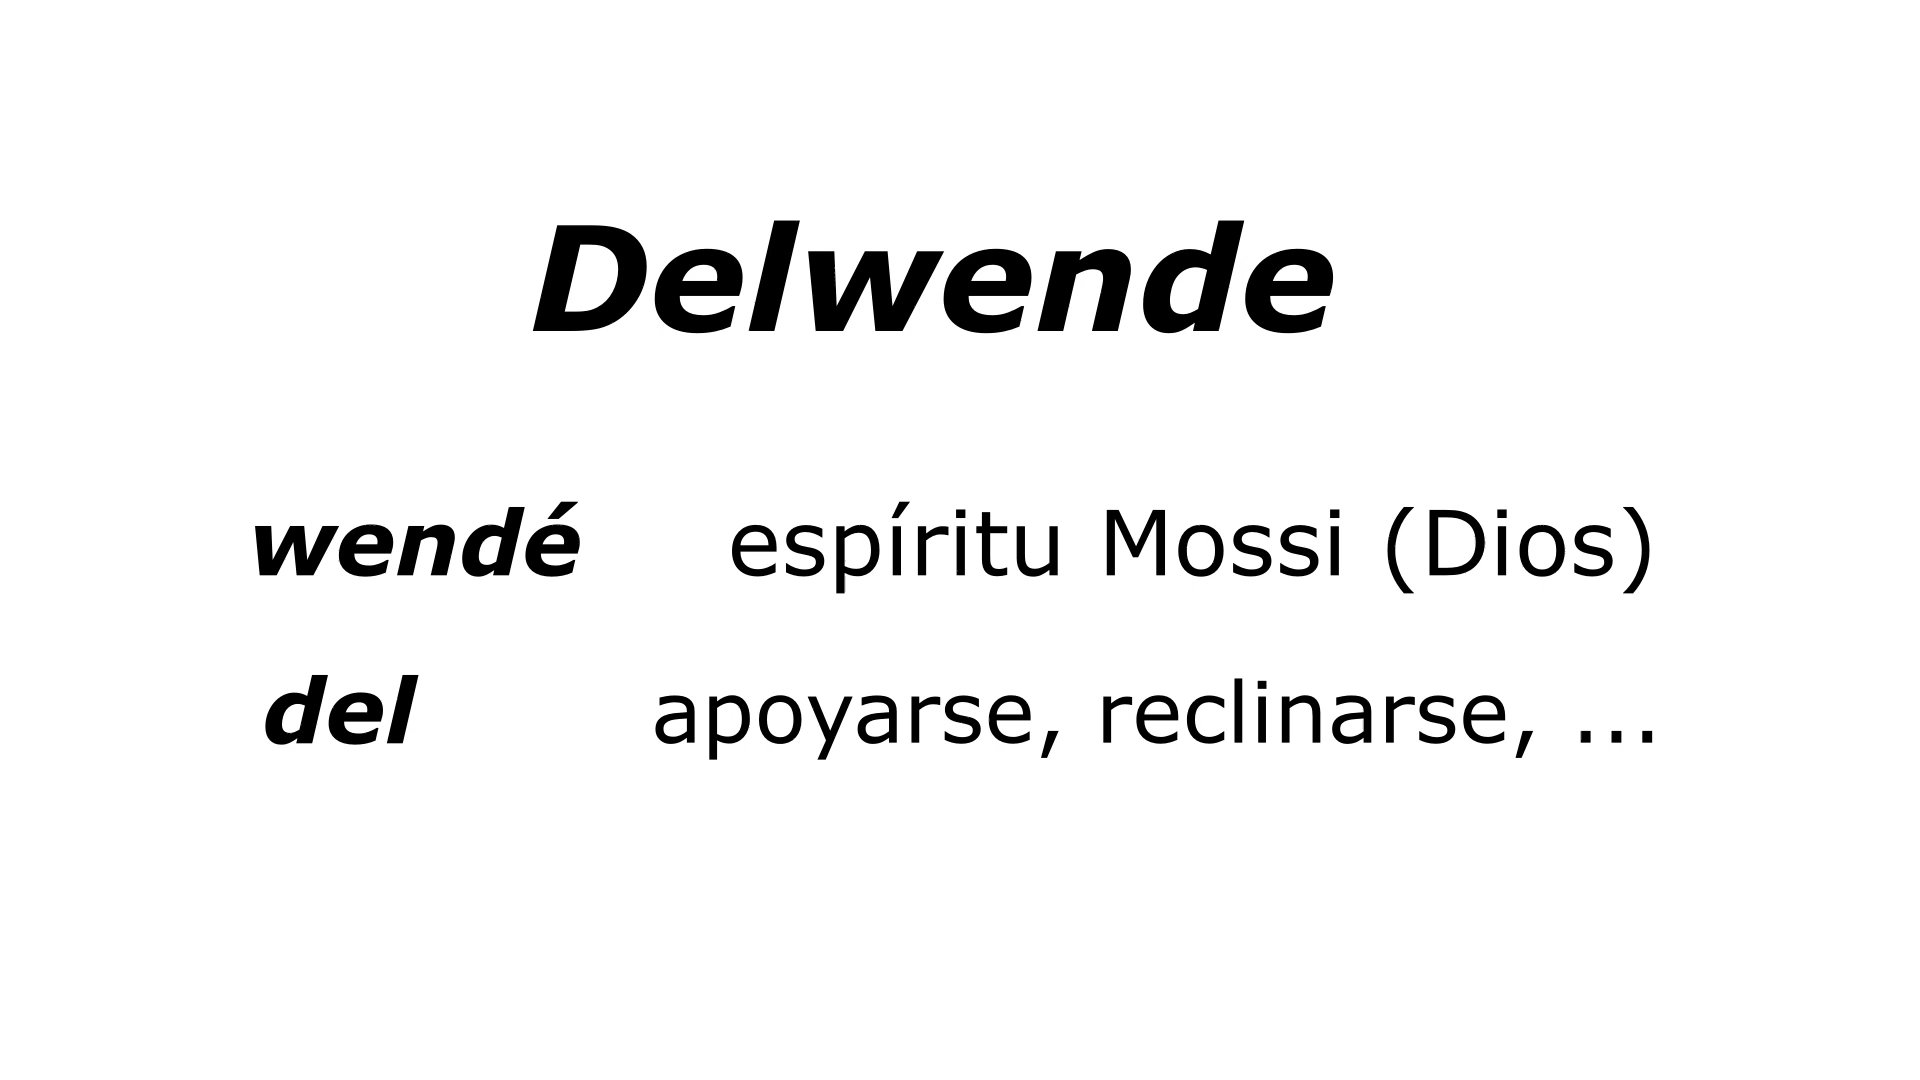 Delwende
wendé espíritu Mossi (Dios)
del apoyarse, reclinarse, ...